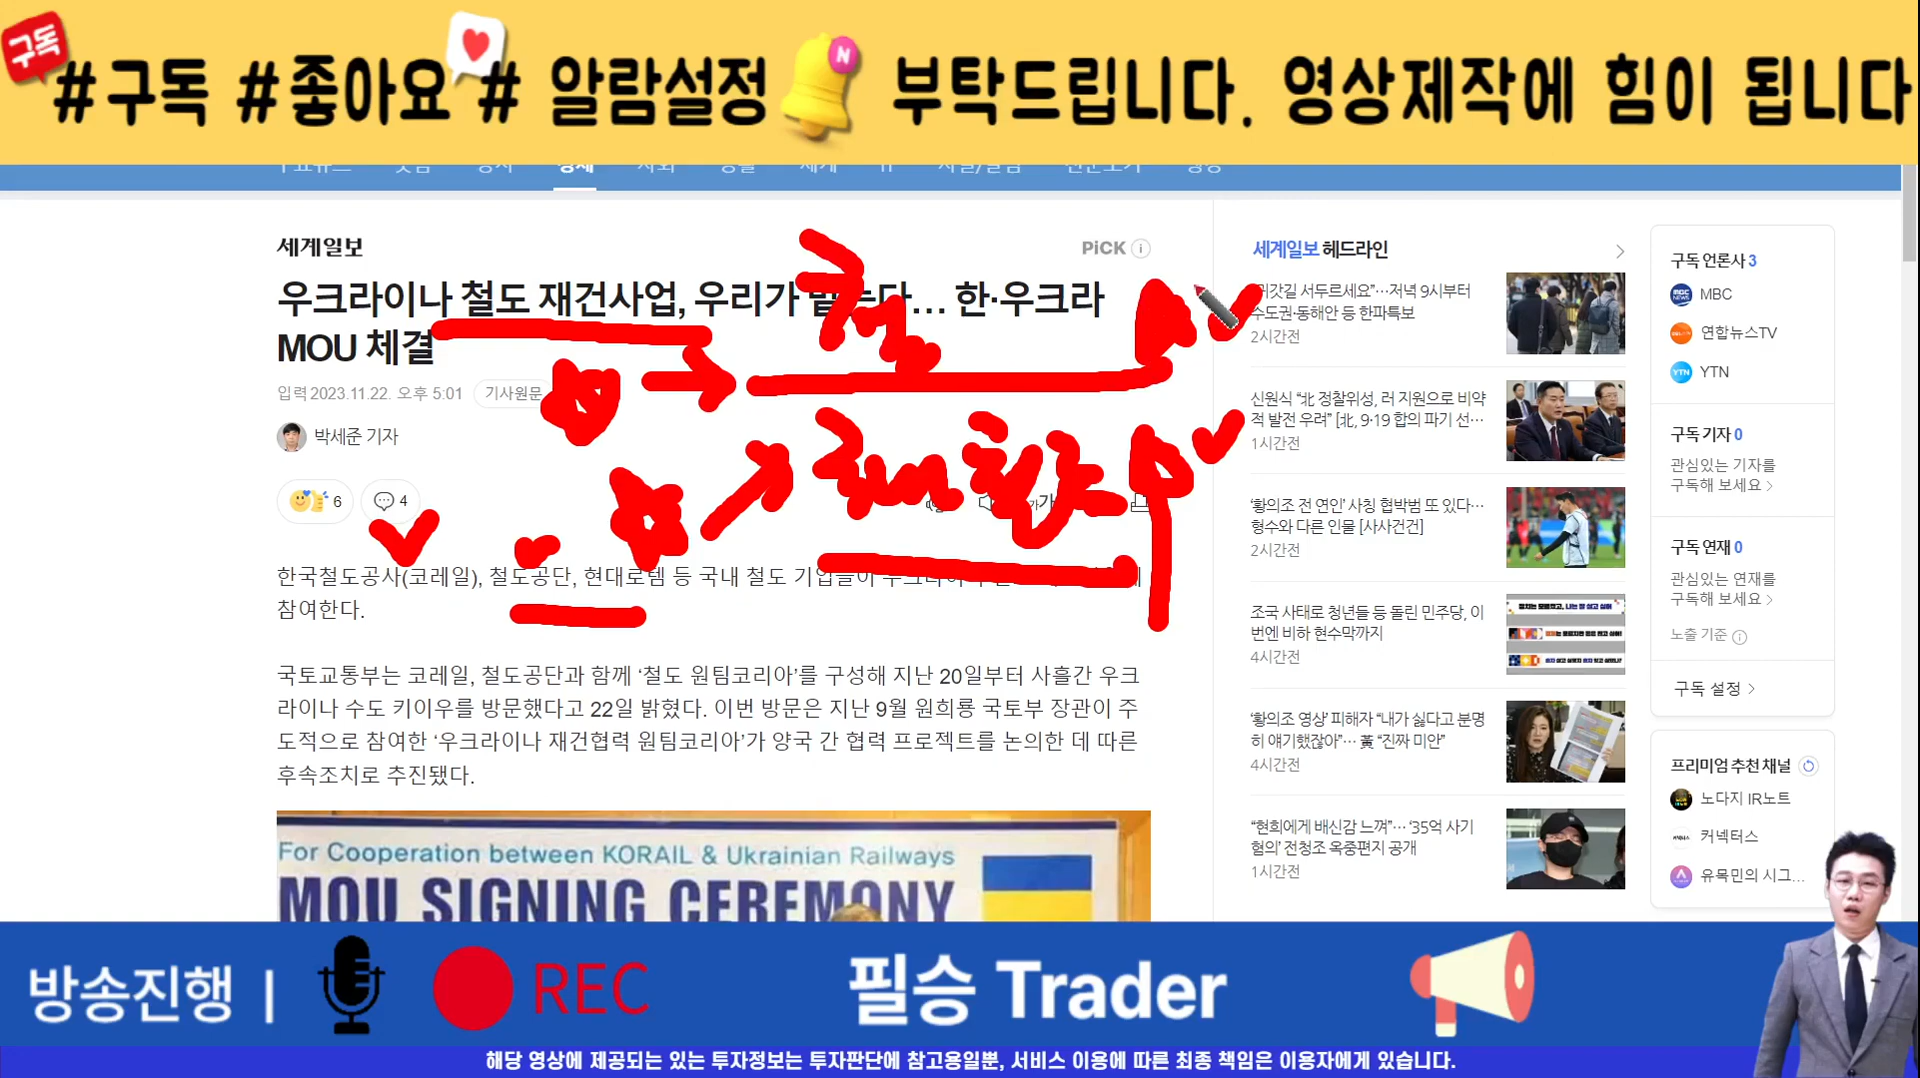 구독
#구독 #좋아요 # 알람설정 부탁드립니다. 영상제작에 힘이 됩니다
N
세계일보
PiCK
우크라이나 철도 재건사업, 우리가 … 한·우크라
MOU 체결
입력 2023.11.22. 오후 5:01 기사원문
박세준 기자
6
4
한국철도공사(코레일), 철도공단, 현대로템 등 국내 철도
참여한다.
국토교통부는 코레일, 철도공단과 함께 ‘철도 원팀코리아’를 구성해 지난 20일부터 사흘간 우크
라이나 수도 키이우를 방문했다고 22일 밝혔다. 이번 방문은 지난 9월 원희룡 국토부 장관이 주
도적으로 참여한 ‘우크라이나 재건협력 원팀코리아’가 양국 간 협력 프로젝트를 논의한 데 따른
후속조치로 추진됐다.
For Cooperation between KORAIL & Ukrainian Railways
MOU SIGNING CEREMONY
세계일보 헤드라인
서두르세요”…저녁 9시부터
수도권·동해안 등 한파특보
2시간전
신원식 “北 정찰위성, 러 지원으로 비약
적 발전 우려” [北, 9·19 합의 파기 선…
1시간전
‘황의조 전 연인’ 사칭 협박범 또 있다…
형수와 다른 인물 [사사건건]
2시간전
조국 사태로 청년들 등 돌린 민주당, 이
번엔 비하 현수막까지
4시간전
‘황의조 영상’ 피해자 “내가 싫다고 분명
히 얘기했잖아”… 黃 “진짜 미안”
4시간전
“현희에게 배신감 느껴”… ‘35억 사기
혐의’ 전청조 옥중편지 공개
1시간전
구독 언론사 3
MBC
연합뉴스TV
YTN
구독 기자 0
관심있는 기자를
구독해 보세요 >
구독 연재 0
관심있는 연재를
구독해 보세요 >
노출 기준
구독 설정 >
프리미엄 추천 채널
노다지 IR노트
커넥터스
유목민의 시그…
방송진행 | REC 필승 Trader
해당 영상에 제공되는 있는 투자정보는 투자판단에 참고용일뿐, 서비스 이용에 따른 최종 책임은 이용자에게 있습니다.